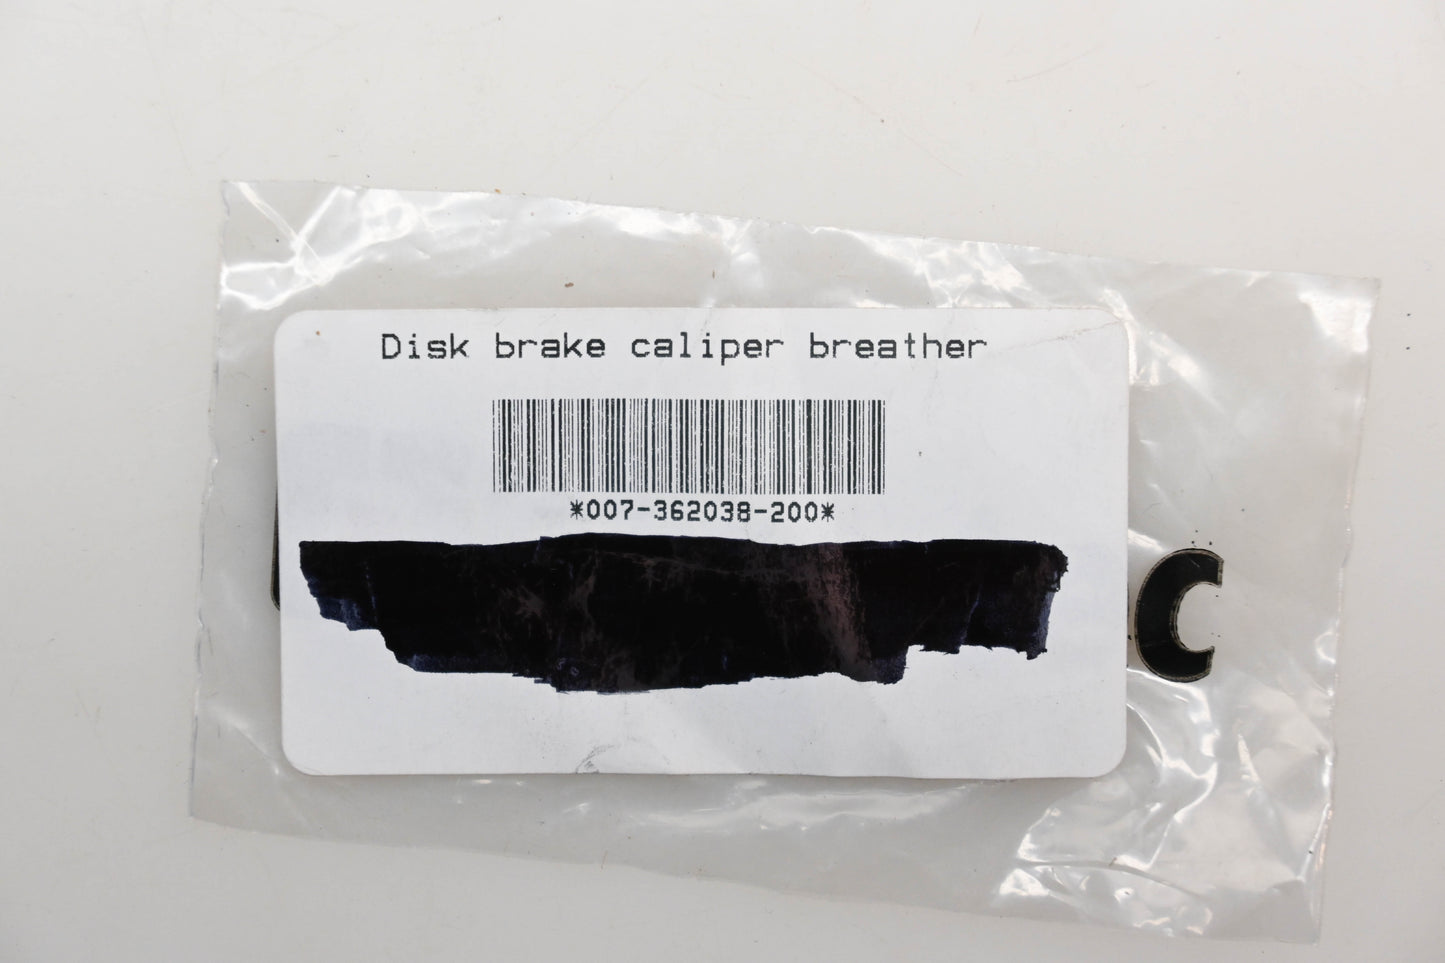 Disk brake caliper breather
*007-362038-200*
C